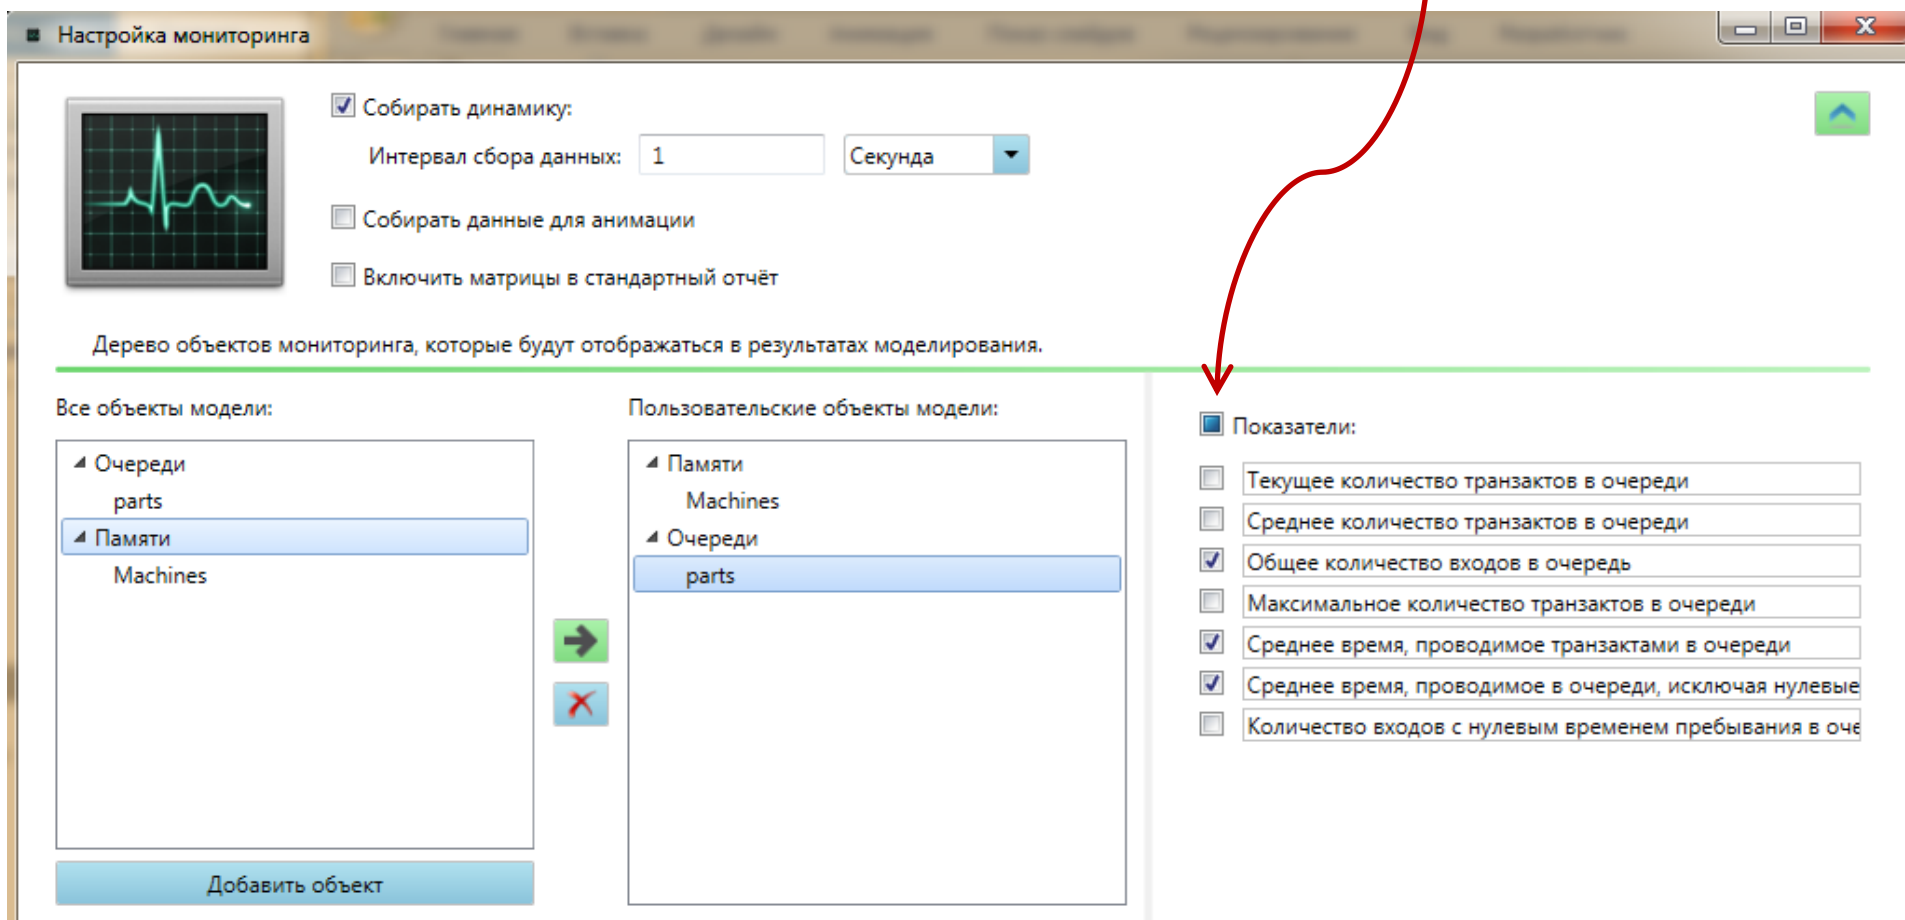 Настройка мониторинга
Собирать динамику:
Интервал сбора данных: 1 Секунда
Собирать данные для анимации
Включить матрицы в стандартный отчёт
Дерево объектов мониторинга, которые будут отображаться в результатах моделирования.
Все объекты модели:
Очереди
parts
Памяти
Machines
Добавить объект
Пользовательские объекты модели:
Памяти
Machines
Очереди
parts
Показатели:
Текущее количество транзактов в очереди
Среднее количество транзактов в очереди
Общее количество входов в очередь
Максимальное количество транзактов в очереди
Среднее время, проводимое транзактами в очереди
Среднее время, проводимое в очереди, исключая нулевые
Количество входов с нулевым временем пребывания в оче